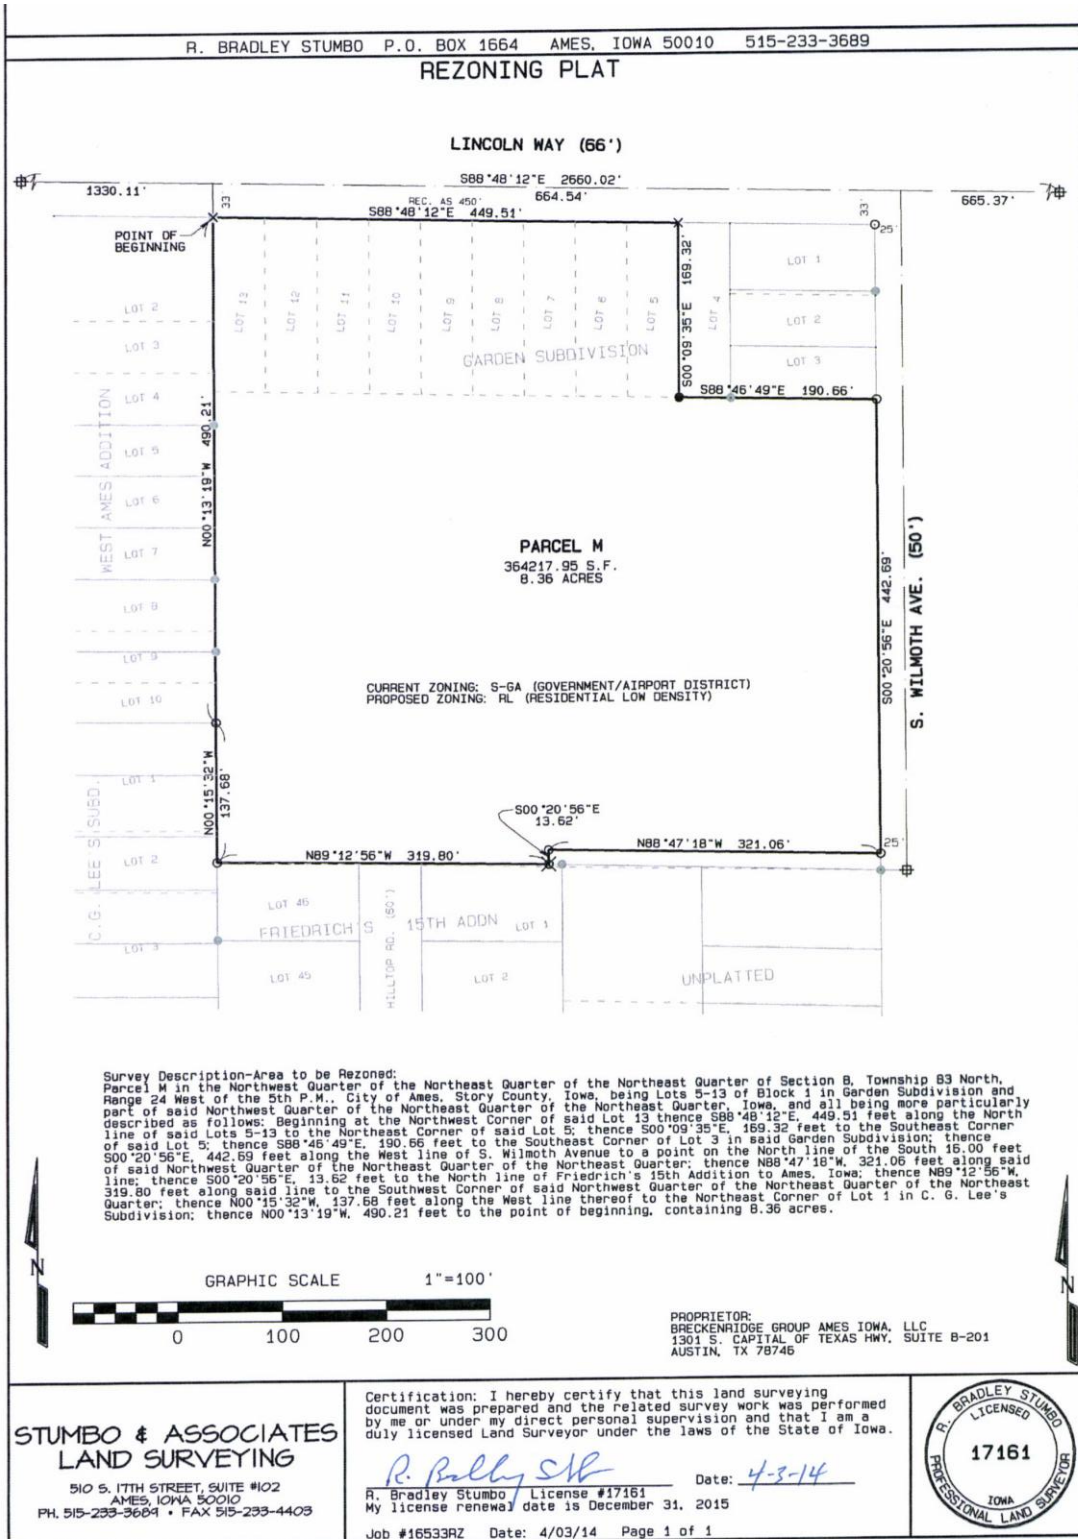 R. BRADLEY STUMBO P.O. BOX 1664 AMES, IOWA 50010 515-233-3689
REZONING PLAT
LINCOLN WAY (66')
S88°48'12"E 2660.02'
1330.11'
664.54'
665.37'
33'
REC. AS 450'
S88°48'12"E 449.51'
33'
25'
POINT OF
BEGINNING
LOT 2
LOT 3
LOT 4
LOT 5
LOT 6
LOT 7
LOT 8
LOT 9
LOT 10
WEST AMES ADDITION
N00°13'19"W 490.21'
LOT 13
LOT 12
LOT 11
LOT 10
LOT 9
LOT 8
LOT 7
LOT 6
LOT 5
LOT 4
GARDEN SUBDIVISION
S00°09'35"E 169.32'
LOT 1
LOT 2
LOT 3
S88°46'49"E 190.66'
PARCEL M
364217.95 S.F.
8.36 ACRES
S00°20'56"E 442.69'
S. WILMOTH AVE. (50')
CURRENT ZONING: S-GA (GOVERNMENT/AIRPORT DISTRICT)
PROPOSED ZONING: RL (RESIDENTIAL LOW DENSITY)
N00°15'32"W
137.68'
C.G. LEE'S SUBD.
LOT 1
LOT 2
LOT 3
S00°20'56"E
13.62'
N89°12'56"W 319.80'
N88°47'18"W 321.06'
25'
LOT 46
FRIEDRICH'S 15TH ADDN
LOT 1
LOT 45
HILLTOP RD. (50')
LOT 2
UNPLATTED
Survey Description-Area to be Rezoned:
Parcel M in the Northwest Quarter of the Northeast Quarter of the Northeast Quarter of Section 8, Township 83 North,
Range 24 West of the 5th P.M., City of Ames, Story County, Iowa, being Lots 5-13 of Block 1 in Garden Subdivision and
part of said Northwest Quarter of the Northeast Quarter of the Northeast Quarter, Iowa, and all being more particularly
described as follows: Beginning at the Northwest Corner of said Lot 13 thence S88°48'12"E, 449.51 feet along the North
line of said Lots 5-13 to the Northeast Corner of said Lot 5; thence S00°09'35"E, 169.32 feet to the Southeast Corner
of said Lot 5; thence S88°46'49"E, 190.66 feet to the Southeast Corner of Lot 3 in said Garden Subdivision; thence
S00°20'56"E, 442.69 feet along the West line of S. Wilmoth Avenue to a point on the North line of the South 16.00 feet
of said Northwest Quarter of the Northeast Quarter of the Northeast Quarter; thence N88°47'18"W, 321.06 feet along said
line; thence S00°20'56"E, 13.62 feet to the North line of Friedrich's 15th Addition to Ames, Iowa; thence N89°12'56"W,
319.80 feet along said line to the Southwest Corner of said Northwest Quarter of the Northeast Quarter of the Northeast
Quarter; thence N00°15'32"W, 137.68 feet along the West line thereof to the Northeast Corner of Lot 1 in C. G. Lee's
Subdivision; thence N00°13'19"W, 490.21 feet to the point of beginning, containing 8.36 acres.
N
N
GRAPHIC SCALE 1"=100'
0 100 200 300
PROPRIETOR:
BRECKENRIDGE GROUP AMES IOWA, LLC
1301 S. CAPITAL OF TEXAS HWY, SUITE B-201
AUSTIN, TX 78746
STUMBO & ASSOCIATES
LAND SURVEYING
510 S. 17TH STREET, SUITE #102
AMES, IOWA 50010
PH. 515-233-3689 • FAX 515-233-4403
Certification: I hereby certify that this land surveying
document was prepared and the related survey work was performed
by me or under my direct personal supervision and that I am a
duly licensed Land Surveyor under the laws of the State of Iowa.
Date: 4-3-14
R. Bradley Stumbo License #17161
My license renewal date is December 31, 2015
Job #16533RZ Date: 4/03/14 Page 1 of 1
R. BRADLEY STUMBO
LICENSED
17161
IOWA
PROFESSIONAL LAND SURVEYOR